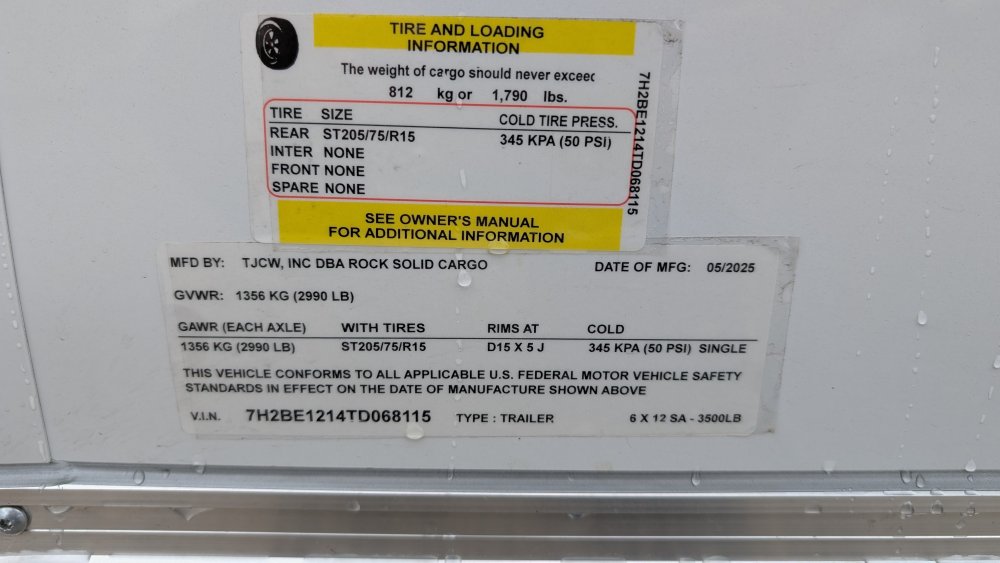 TIRE AND LOADING
INFORMATION
The weight of cargo should never exceed
812 kg or 1,790 lbs.
TIRE SIZE COLD TIRE PRESS.
REAR ST205/75/R15 345 KPA (50 PSI)
INTER NONE
FRONT NONE
SPARE NONE
SEE OWNER'S MANUAL
FOR ADDITIONAL INFORMATION
7H2BE1214TD068115
MFD BY: TJCW, INC DBA ROCK SOLID CARGO DATE OF MFG: 05/2025
GVWR: 1356 KG (2990 LB)
GAWR (EACH AXLE) WITH TIRES RIMS AT COLD
1356 KG (2990 LB) ST205/75/R15 D15 X 5 J 345 KPA (50 PSI) SINGLE
THIS VEHICLE CONFORMS TO ALL APPLICABLE U.S. FEDERAL MOTOR VEHICLE SAFETY
STANDARDS IN EFFECT ON THE DATE OF MANUFACTURE SHOWN ABOVE
V.I.N. 7H2BE1214TD068115 TYPE : TRAILER 6 X 12 SA - 3500LB